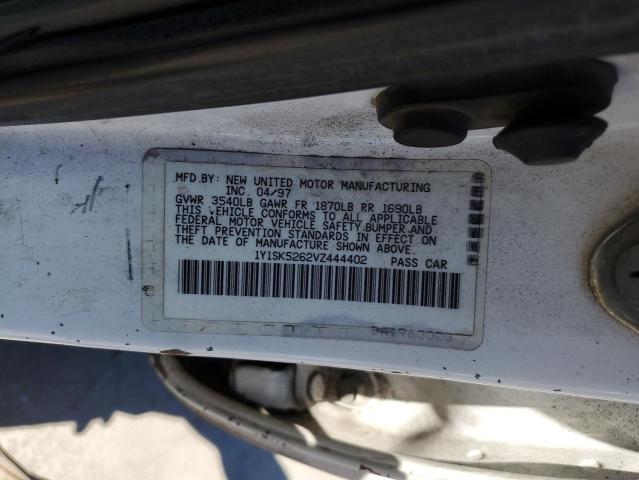 MFD.BY: NEW UNITED MOTOR MANUFACTURING
INC. 04/97
GVWR 3540LB GAWR FR 1870LB RR 1690LB
THIS VEHICLE CONFORMS TO ALL APPLICABLE
FEDERAL MOTOR VEHICLE SAFETY,BUMPER,AND
THEFT PREVENTION STANDARDS IN EFFECT ON
THE DATE OF MANUFACTURE SHOWN ABOVE.
1Y1SK5262VZ444402 PASS CAR